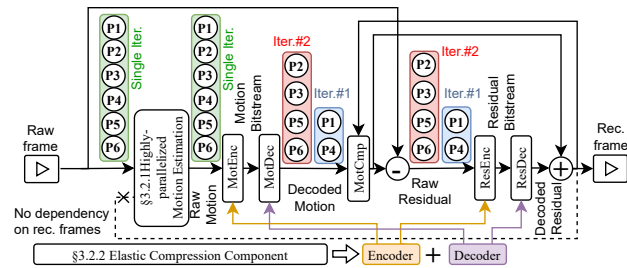 Raw
frame
P1
P2
P3
P4
P5
P6
Single Iter.
§3.2.1Highly-
parallelized
Motion Estimation
P1
P2
P3
P4
P5
P6
Single Iter.
Raw
Motion
MotEnc
Motion
Bitstream
MotDec
Iter.#2
P2
P3
P5
P6
Iter.#1
P1
P4
Decoded
Motion
MotCmp
-
Iter.#2
P2
P3
P5
P6
Iter.#1
P1
P4
Raw
Residual
ResEnc
Residual
Bitstream
ResDec
Decoded
Residual
+
Rec.
frame
No dependency
on rec. frames
§3.2.2 Elastic Compression Component
Encoder
+
Decoder